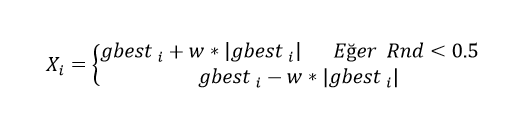 X_i = { gbest_i + w * |gbest_i| Eğer Rnd < 0.5
gbest_i − w * |gbest_i|